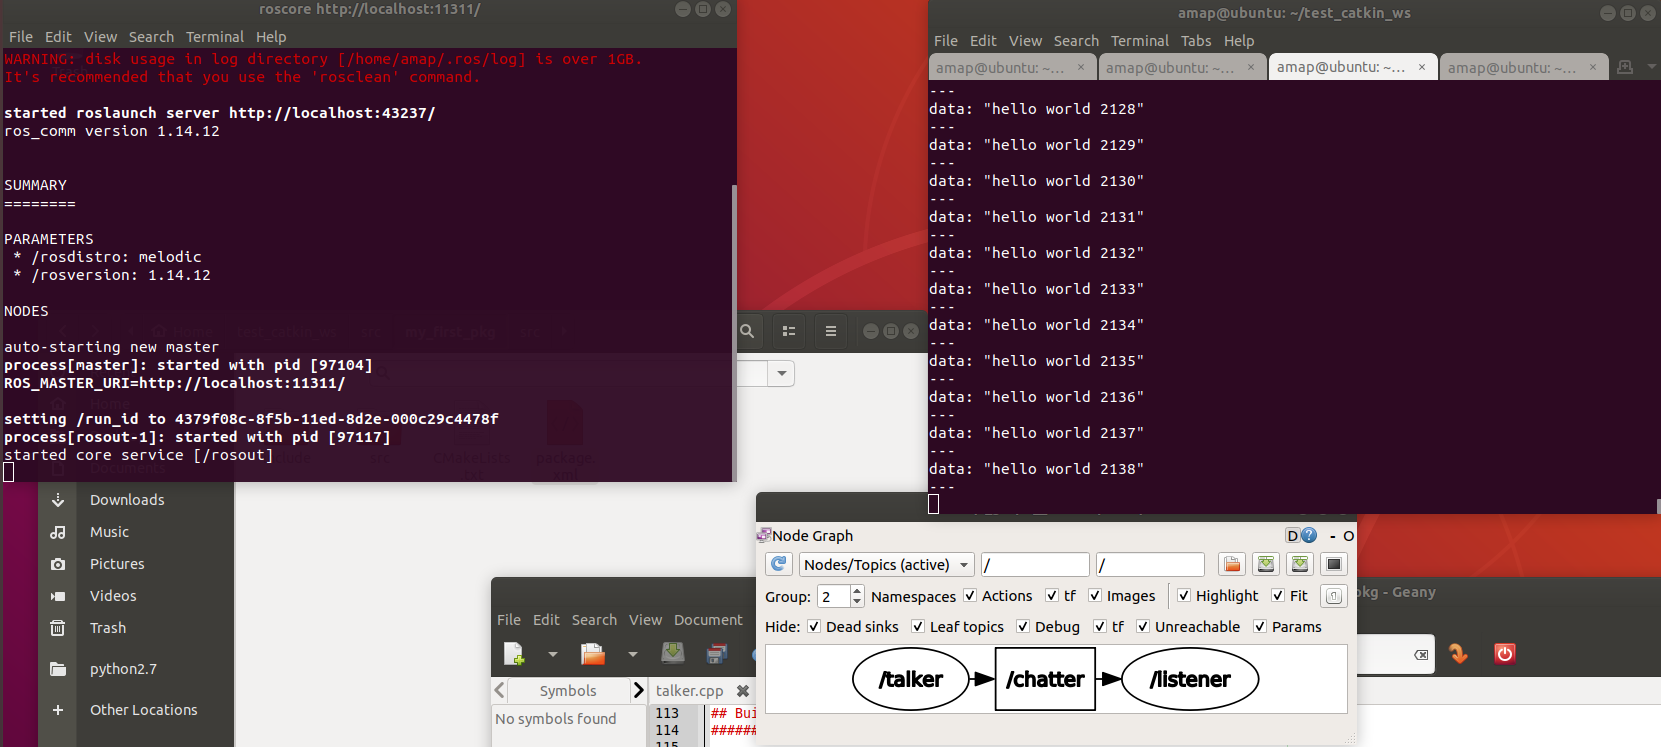 roscore http://localhost:11311/
File Edit View Search Terminal Help
WARNING: disk usage in log directory [/home/amap/.ros/log] is over 1GB.
It's recommended that you use the 'rosclean' command.
started roslaunch server http://localhost:43237/
ros_comm version 1.14.12
SUMMARY
========
PARAMETERS
* /rosdistro: melodic
* /rosversion: 1.14.12
NODES
auto-starting new master
process[master]: started with pid [97104]
ROS_MASTER_URI=http://localhost:11311/
setting /run_id to 4379f08c-8f5b-11ed-8d2e-000c29c4478f
process[rosout-1]: started with pid [97117]
started core service [/rosout]
Downloads
Music
Pictures
Videos
Trash
python2.7
Other Locations
amap@ubuntu: ~/test_catkin_ws
File Edit View Search Terminal Tabs Help
amap@ubuntu: ~... × amap@ubuntu: ~... × amap@ubuntu: ~... × amap@ubuntu: ~... ×
---
data: "hello world 2128"
---
data: "hello world 2129"
---
data: "hello world 2130"
---
data: "hello world 2131"
---
data: "hello world 2132"
---
data: "hello world 2133"
---
data: "hello world 2134"
---
data: "hello world 2135"
---
data: "hello world 2136"
---
data: "hello world 2137"
---
data: "hello world 2138"
---
Node Graph
D ? - O
Nodes/Topics (active) / /
Group: 2 Namespaces Actions tf Images Highlight Fit
Hide: Dead sinks Leaf topics Debug tf Unreachable Params
/talker /chatter /listener
pkg - Geany
File Edit Search View Document
Symbols talker.cpp
No symbols found
113 ## Bui
114 ######
115